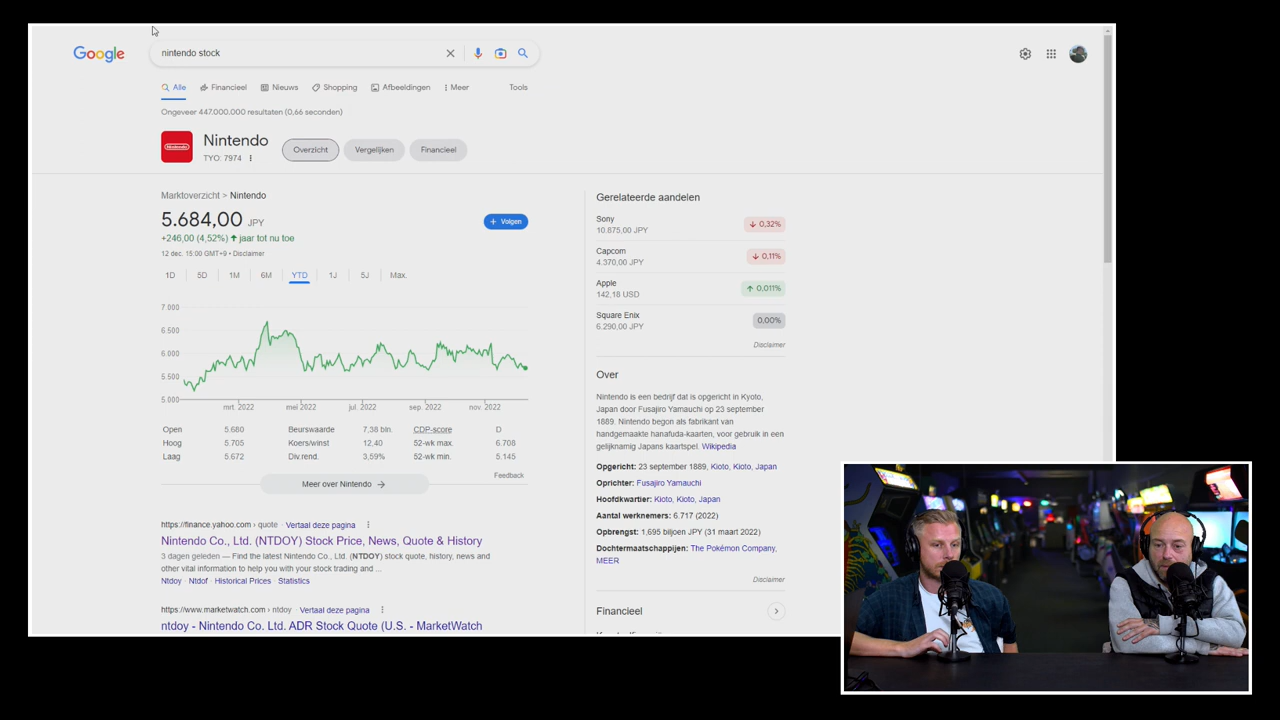 Google
nintendo stock
Alle
Financieel
Nieuws
Shopping
Afbeeldingen
Meer
Tools
Ongeveer 447.000.000 resultaten (0,66 seconden)
Nintendo
Nintendo
TYO: 7974
Overzicht
Vergelijken
Financieel
Marktoverzicht > Nintendo
5.684,00 JPY
+ Volgen
+246,00 (4,52%) ↑ jaar tot nu toe
12 dec. 15:00 GMT+9 • Disclaimer
1D 5D 1M 6M YTD 1J 5J Max.
7 000
6.500
6.000
5.500
5.000
mrt. 2022 mei 2022 jul. 2022 sep. 2022 nov. 2022
Open 5.680 Beurswaarde 7,38 bln. CDP-score D
Hoog 5.705 Koers/winst 12,40 52-wk max. 6.708
Laag 5.672 Div.rend. 3,59% 52-wk min. 5.145
Feedback
Meer over Nintendo →
https://finance.yahoo.com › quote · Vertaal deze pagina
Nintendo Co., Ltd. (NTDOY) Stock Price, News, Quote & History
3 dagen geleden — Find the latest Nintendo Co., Ltd. (NTDOY) stock quote, history, news and
other vital information to help you with your stock trading and ...
Ntdoy · Ntdof · Historical Prices · Statistics
https://www.marketwatch.com › ntdoy · Vertaal deze pagina
ntdoy - Nintendo Co. Ltd. ADR Stock Quote (U.S. - MarketWatch
Gerelateerde aandelen
Sony
10.875,00 JPY
↓ 0,32%
Capcom
4.370,00 JPY
↓ 0,11%
Apple
142,18 USD
↑ 0,011%
Square Enix
6.290,00 JPY
0,00%
Disclaimer
Over
Nintendo is een bedrijf dat is opgericht in Kyoto,
Japan door Fusajiro Yamauchi op 23 september
1889. Nintendo begon als fabrikant van
handgemaakte hanafuda-kaarten, voor gebruik in een
gelijknamig Japans kaartspel. Wikipedia
Opgericht: 23 september 1889, Kioto, Kioto, Japan
Oprichter: Fusajiro Yamauchi
Hoofdkwartier: Kioto, Kioto, Japan
Aantal werknemers: 6.717 (2022)
Opbrengst: 1,695 biljoen JPY (31 maart 2022)
Dochtermaatschappijen: The Pokémon Company,
MEER
Disclaimer
Financieel